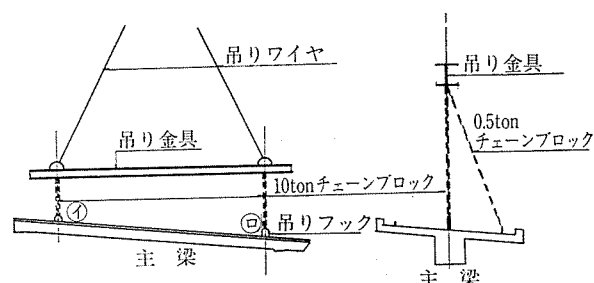 吊りワイヤ
吊り金具
10tonチェーンブロック
㋑
㋺
吊りフック
主梁
吊り金具
0.5ton
チェーンブロック
主梁